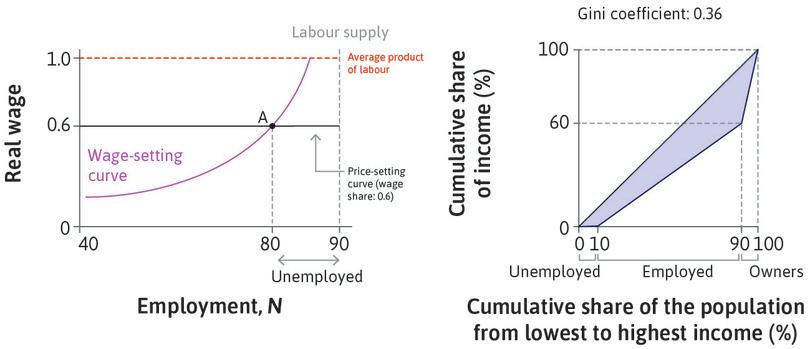 Labour supply
1.0
Average product
of labour
Real wage
0.6
A
Wage-setting
curve
Price-setting
curve (wage
share: 0.6)
0
40
80
90
Unemployed
Employment, N
Gini coefficient: 0.36
Cumulative share
of income (%)
100
60
0
0 10 90 100
Unemployed Employed Owners
Cumulative share of the population
from lowest to highest income (%)